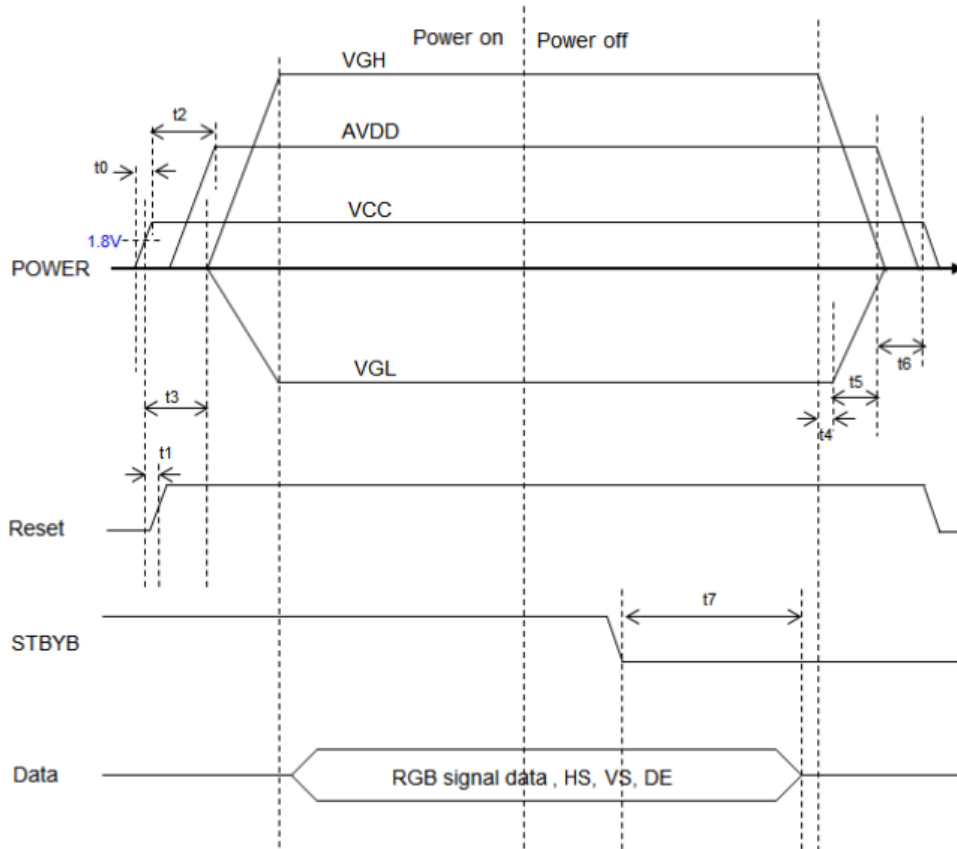 Power on
Power off
VGH
t2
AVDD
t0
VCC
1.8V
POWER
t6
VGL
t5
t3
t4
t1
Reset
t7
STBYB
Data
RGB signal data , HS, VS, DE